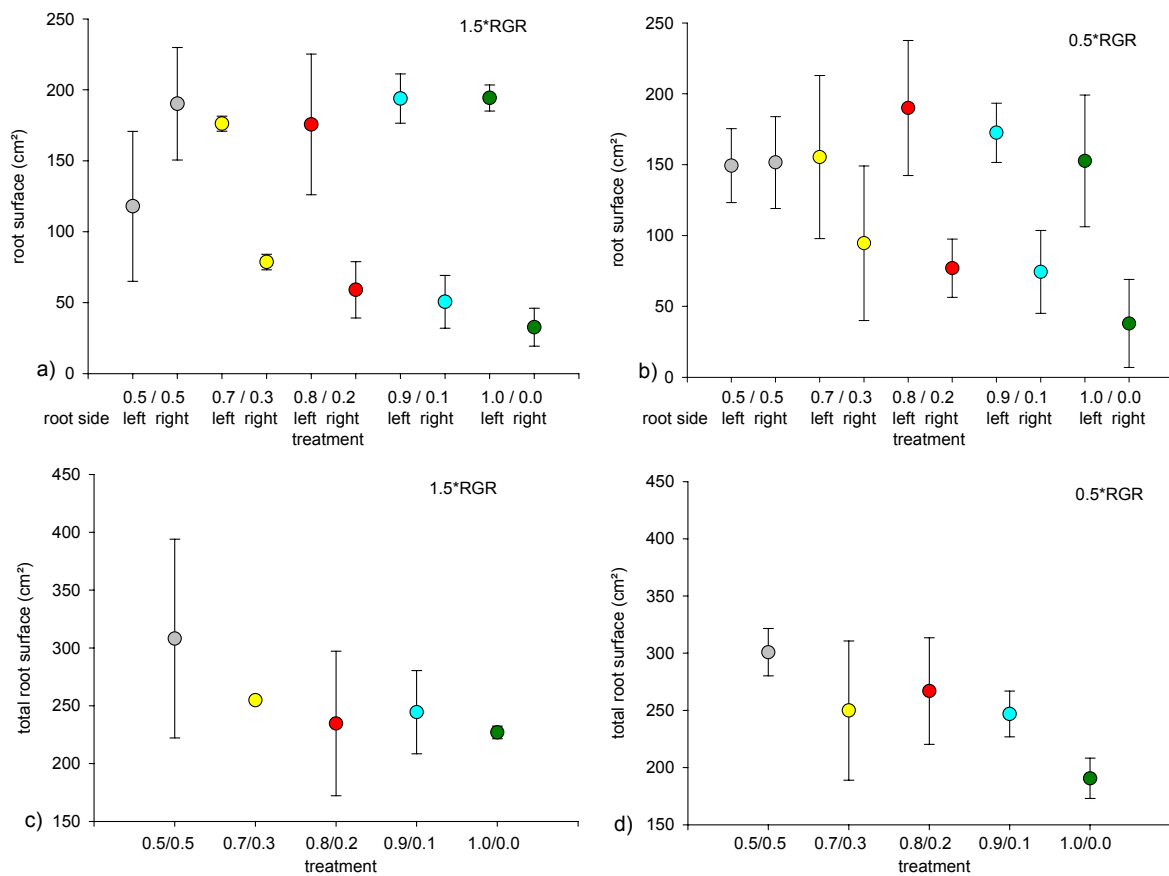 1.5*RGR
250
200
150
100
50
0
root surface (cm²)
a)
0.5 / 0.5 0.7 / 0.3 0.8 / 0.2 0.9 / 0.1 1.0 / 0.0
root side left right left right left right left right left right
treatment
0.5*RGR
250
200
150
100
50
0
root surface (cm²)
b)
0.5 / 0.5 0.7 / 0.3 0.8 / 0.2 0.9 / 0.1 1.0 / 0.0
root side left right left right left right left right left right
treatment
1.5*RGR
450
400
350
300
250
200
150
total root surface (cm²)
c)
0.5/0.5 0.7/0.3 0.8/0.2 0.9/0.1 1.0/0.0
treatment
0.5*RGR
450
400
350
300
250
200
150
total root surface (cm²)
d)
0.5/0.5 0.7/0.3 0.8/0.2 0.9/0.1 1.0/0.0
treatment